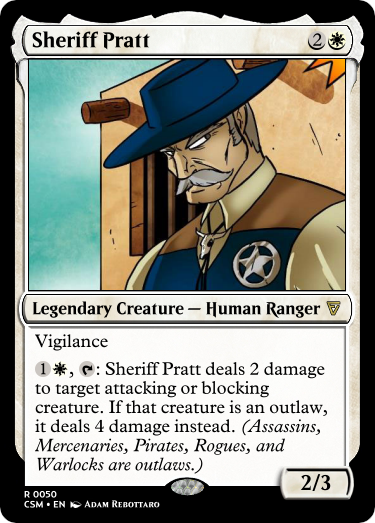 Sheriff Pratt 2
Legendary Creature — Human Ranger
Vigilance
1, : Sheriff Pratt deals 2 damage
to target attacking or blocking
creature. If that creature is an outlaw,
it deals 4 damage instead. (Assassins,
Mercenaries, Pirates, Rogues, and
Warlocks are outlaws.)
2/3
R 0050
CSM • EN ADAM REBOTTARO